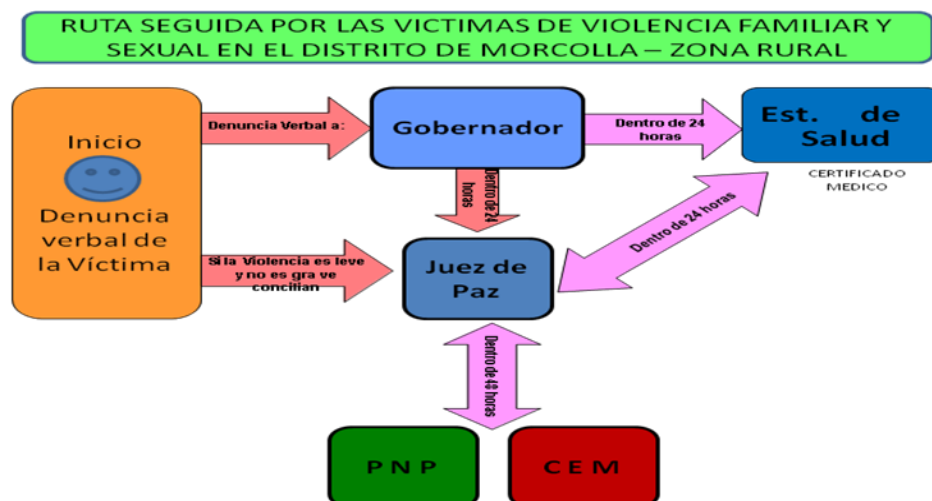 RUTA SEGUIDA POR LAS VICTIMAS DE VIOLENCIA FAMILIAR Y
SEXUAL EN EL DISTRITO DE MORCOLLA – ZONA RURAL
Inicio
Denuncia
verbal de
la Víctima
Denuncia Verbal a:
Gobernador
Dentro de 24
horas
Est. de
Salud
CERTIFICADO
MEDICO
Dentro de 24
horas
Dentro de 24 horas
Si la Violencia es leve
y no es gra ve
concilian
Juez de
Paz
Dentro de 48 horas
P N P
C E M